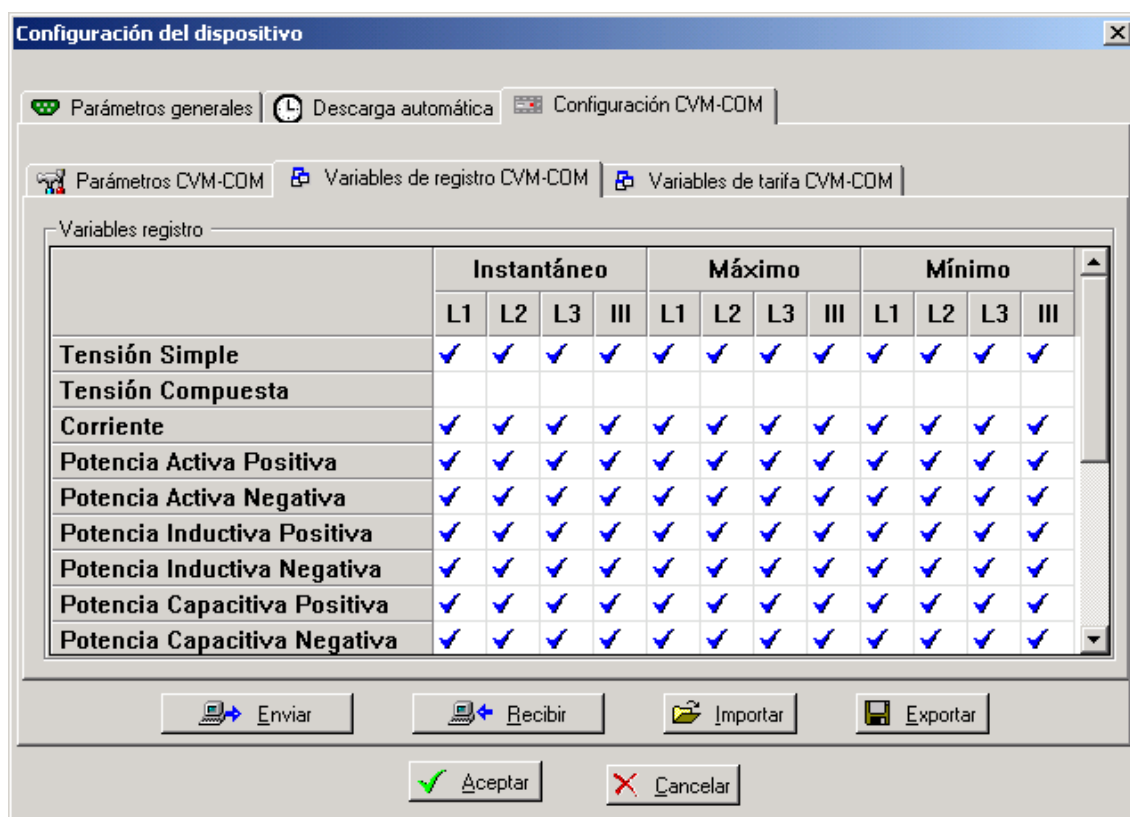 Configuración del dispositivo
Parámetros generales Descarga automática Configuración CVM-COM
Parámetros CVM-COM Variables de registro CVM-COM Variables de tarifa CVM-COM
Variables registro
Instantáneo Máximo Mínimo
L1 L2 L3 III L1 L2 L3 III L1 L2 L3 III
Tensión Simple
Tensión Compuesta
Corriente
Potencia Activa Positiva
Potencia Activa Negativa
Potencia Inductiva Positiva
Potencia Inductiva Negativa
Potencia Capacitiva Positiva
Potencia Capacitiva Negativa
Enviar Recibir Importar Exportar
Aceptar Cancelar